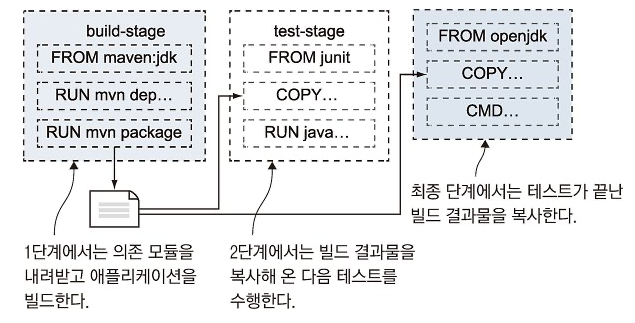 build-stage
FROM maven:jdk
RUN mvn dep…
RUN mvn package
test-stage
FROM junit
COPY…
RUN java…
FROM openjdk
COPY…
CMD…
최종 단계에서는 테스트가 끝난
빌드 결과물을 복사한다.
1단계에서는 의존 모듈을
내려받고 애플리케이션을
빌드한다.
2단계에서는 빌드 결과물을
복사해 온 다음 테스트를
수행한다.